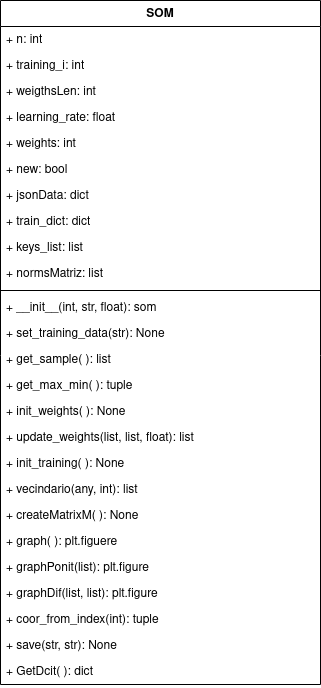 SOM
+ n: int
+ training_i: int
+ weigthsLen: int
+ learning_rate: float
+ weights: int
+ new: bool
+ jsonData: dict
+ train_dict: dict
+ keys_list: list
+ normsMatriz: list
+ __init__(int, str, float): som
+ set_training_data(str): None
+ get_sample( ): list
+ get_max_min( ): tuple
+ init_weights( ): None
+ update_weights(list, list, float): list
+ init_training( ): None
+ vecindario(any, int): list
+ createMatrixM( ): None
+ graph( ): plt.figuere
+ graphPonit(list): plt.figure
+ graphDif(list, list): plt.figure
+ coor_from_index(int): tuple
+ save(str, str): None
+ GetDcit( ): dict